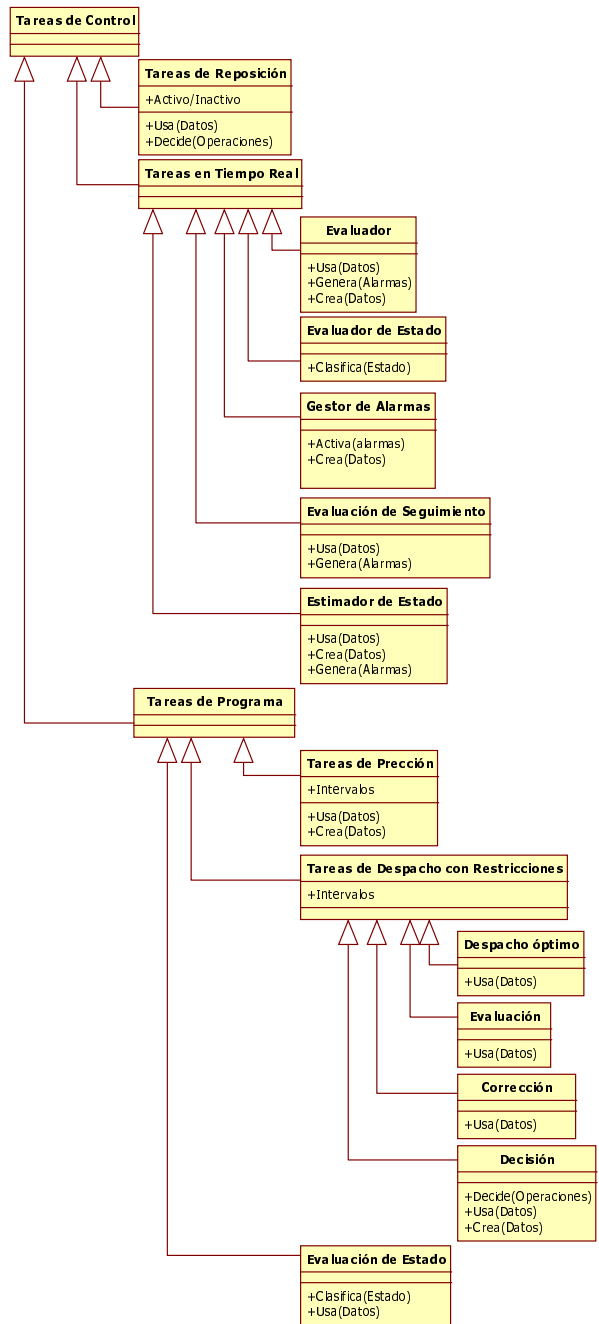 Tareas de Control
Tareas de Reposición
+Activo/Inactivo
+Usa(Datos)
+Decide(Operaciones)
Tareas en Tiempo Real
Evaluador
+Usa(Datos)
+Genera(Alarmas)
+Crea(Datos)
Evaluador de Estado
+Clasifica(Estado)
Gestor de Alarmas
+Activa(alarmas)
+Crea(Datos)
Evaluación de Seguimiento
+Usa(Datos)
+Genera(Alarmas)
Estimador de Estado
+Usa(Datos)
+Crea(Datos)
+Genera(Alarmas)
Tareas de Programa
Tareas de Prección
+Intervalos
+Usa(Datos)
+Crea(Datos)
Tareas de Despacho con Restricciones
+Intervalos
Despacho óptimo
+Usa(Datos)
Evaluación
+Usa(Datos)
Corrección
+Usa(Datos)
Decisión
+Decide(Operaciones)
+Usa(Datos)
+Crea(Datos)
Evaluación de Estado
+Clasifica(Estado)
+Usa(Datos)